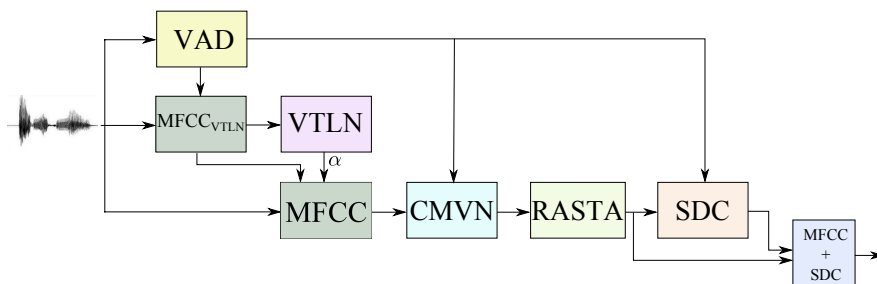 VAD
MFCC_VTLN
VTLN
α
MFCC
CMVN
RASTA
SDC
MFCC
+
SDC